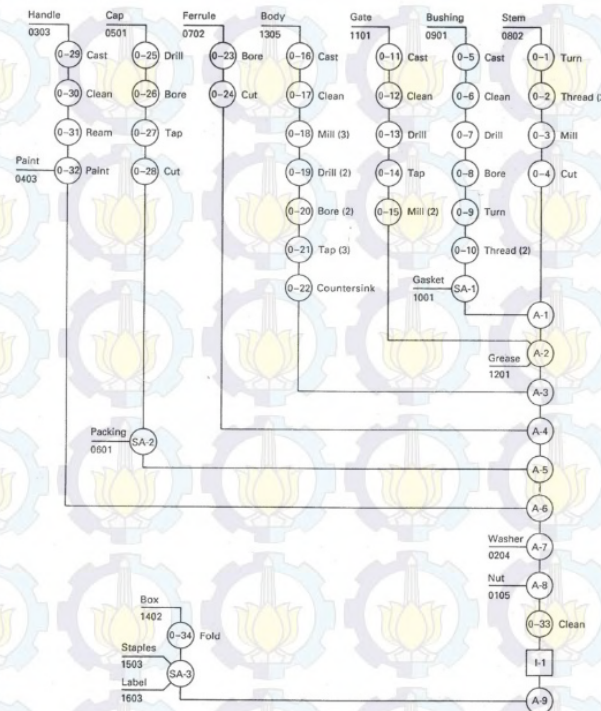 Handle
0303
Cap
0501
Ferrule
0702
Body
1305
Gate
1101
Bushing
0901
Stem
0802
0-29 Cast
0-25 Drill
0-23 Bore
0-16 Cast
0-11 Cast
0-5 Cast
0-1 Turn
0-30 Clean
0-26 Bore
0-24 Cut
0-17 Clean
0-12 Clean
0-6 Clean
0-2 Thread (
0-31 Ream
0-27 Tap
0-18 Mill (3)
0-13 Drill
0-7 Drill
0-3 Mill
Paint
0403
0-32 Paint
0-28 Cut
0-19 Drill (2)
0-14 Tap
0-8 Bore
0-4 Cut
0-20 Bore (2)
0-15 Mill (2)
0-9 Turn
0-21 Tap (3)
0-10 Thread (2)
0-22 Countersink
Gasket
1001
SA-1
A-1
Grease
1201
A-2
A-3
A-4
Packing
0601
SA-2
A-5
A-6
Washer
0204
A-7
Nut
0105
A-8
Box
1402
0-34 Fold
0-33 Clean
Staples
1503
I-1
SA-3
Label
1603
A-9